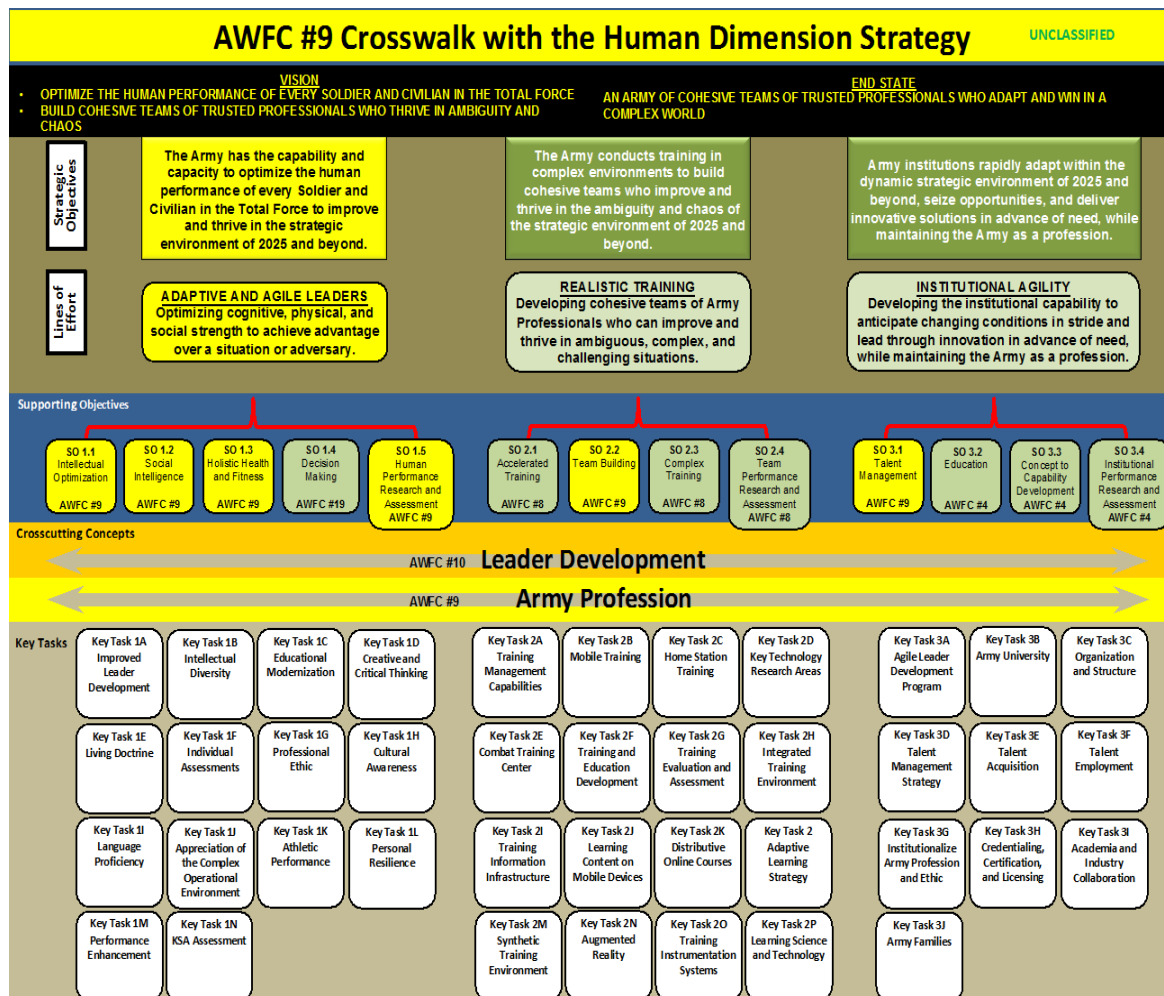 AWFC #9 Crosswalk with the Human Dimension Strategy
UNCLASSIFIED
VISION
• OPTIMIZE THE HUMAN PERFORMANCE OF EVERY SOLDIER AND CIVILIAN IN THE TOTAL FORCE
• BUILD COHESIVE TEAMS OF TRUSTED PROFESSIONALS WHO THRIVE IN AMBIGUITY AND
CHAOS
END STATE
AN ARMY OF COHESIVE TEAMS OF TRUSTED PROFESSIONALS WHO ADAPT AND WIN IN A
COMPLEX WORLD
Strategic
Objectives
The Army has the capability and
capacity to optimize the human
performance of every Soldier and
Civilian in the Total Force to improve
and thrive in the strategic
environment of 2025 and beyond.
The Army conducts training in
complex environments to build
cohesive teams who improve and
thrive in the ambiguity and chaos of
the strategic environment of 2025 and
beyond.
Army institutions rapidly adapt within the
dynamic strategic environment of 2025 and
beyond, seize opportunities, and deliver
innovative solutions in advance of need, while
maintaining the Army as a profession.
Lines of
Effort
ADAPTIVE AND AGILE LEADERS
Optimizing cognitive, physical, and
social strength to achieve advantage
over a situation or adversary.
REALISTIC TRAINING
Developing cohesive teams of Army
Professionals who can improve and
thrive in ambiguous, complex, and
challenging situations.
INSTITUTIONAL AGILITY
Developing the institutional capability to
anticipate changing conditions in stride and
lead through innovation in advance of need,
while maintaining the Army as a profession.
Supporting Objectives
SO 1.1
Intellectual
Optimization
AWFC #9
SO 1.2
Social
Intelligence
AWFC #9
SO 1.3
Holistic Health
and Fitness
AWFC #9
SO 1.4
Decision
Making
AWFC #19
SO 1.5
Human
Performance
Research and
Assessment
AWFC #9
SO 2.1
Accelerated
Training
AWFC #8
SO 2.2
Team Building
AWFC #9
SO 2.3
Complex
Training
AWFC #8
SO 2.4
Team
Performance
Research and
Assessment
AWFC #8
SO 3.1
Talent
Management
AWFC #9
SO 3.2
Education
AWFC #4
SO 3.3
Concept to
Capability
Development
AWFC #4
SO 3.4
Institutional
Performance
Research and
Assessment
AWFC #4
Crosscutting Concepts
AWFC #10 Leader Development
AWFC #9 Army Profession
Key Tasks
Key Task 1A
Improved
Leader
Development
Key Task 1B
Intellectual
Diversity
Key Task 1C
Educational
Modernization
Key Task 1D
Creative and
Critical Thinking
Key Task 2A
Training
Management
Capabilities
Key Task 2B
Mobile Training
Key Task 2C
Home Station
Training
Key Task 2D
Key Technology
Research Areas
Key Task 3A
Agile Leader
Development
Program
Key Task 3B
Army University
Key Task 3C
Organization
and Structure
Key Task 1E
Living Doctrine
Key Task 1F
Individual
Assessments
Key Task 1G
Professional
Ethic
Key Task 1H
Cultural
Awareness
Key Task 2E
Combat Training
Center
Key Task 2F
Training and
Education
Development
Key Task 2G
Training
Evaluation and
Assessment
Key Task 2H
Integrated
Training
Environment
Key Task 3D
Talent
Management
Strategy
Key Task 3E
Talent
Acquisition
Key Task 3F
Talent
Employment
Key Task 1I
Language
Proficiency
Key Task 1J
Appreciation of
the Complex
Operational
Environment
Key Task 1K
Athletic
Performance
Key Task 1L
Personal
Resilience
Key Task 2I
Training
Information
Infrastructure
Key Task 2J
Learning
Content on
Mobile Devices
Key Task 2K
Distributive
Online Courses
Key Task 2
Adaptive
Learning
Strategy
Key Task 3G
Institutionalize
Army Profession
and Ethic
Key Task 3H
Credentialing,
Certification,
and Licensing
Key Task 3I
Academia and
Industry
Collaboration
Key Task 1M
Performance
Enhancement
Key Task 1N
KSA Assessment
Key Task 2M
Synthetic
Training
Environment
Key Task 2N
Augmented
Reality
Key Task 2O
Training
Instrumentation
Systems
Key Task 2P
Learning Science
and Technology
Key Task 3J
Army Families